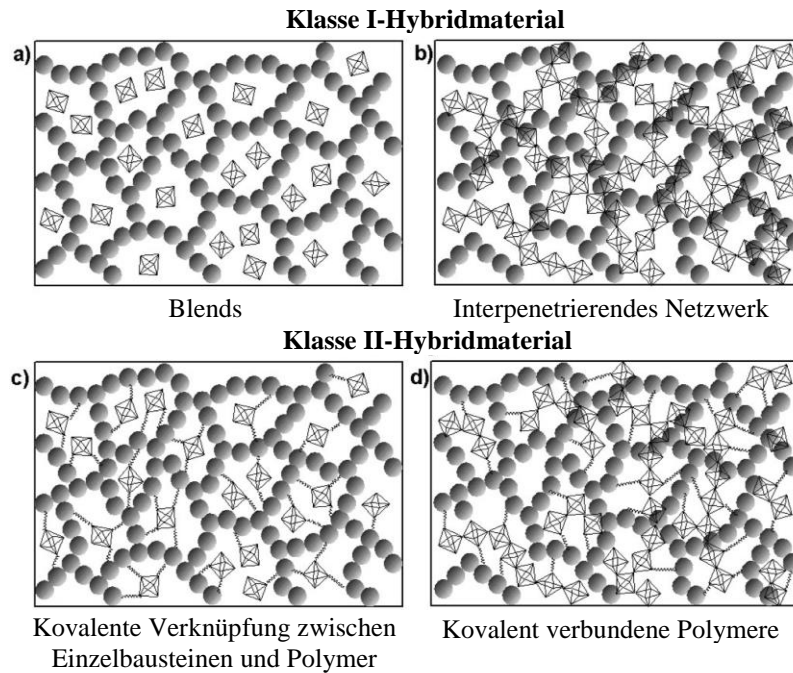 Klasse I-Hybridmaterial
a)
b)
Blends
Interpenetrierendes Netzwerk
Klasse II-Hybridmaterial
c)
d)
Kovalente Verknüpfung zwischen
Einzelbausteinen und Polymer
Kovalent verbundene Polymere